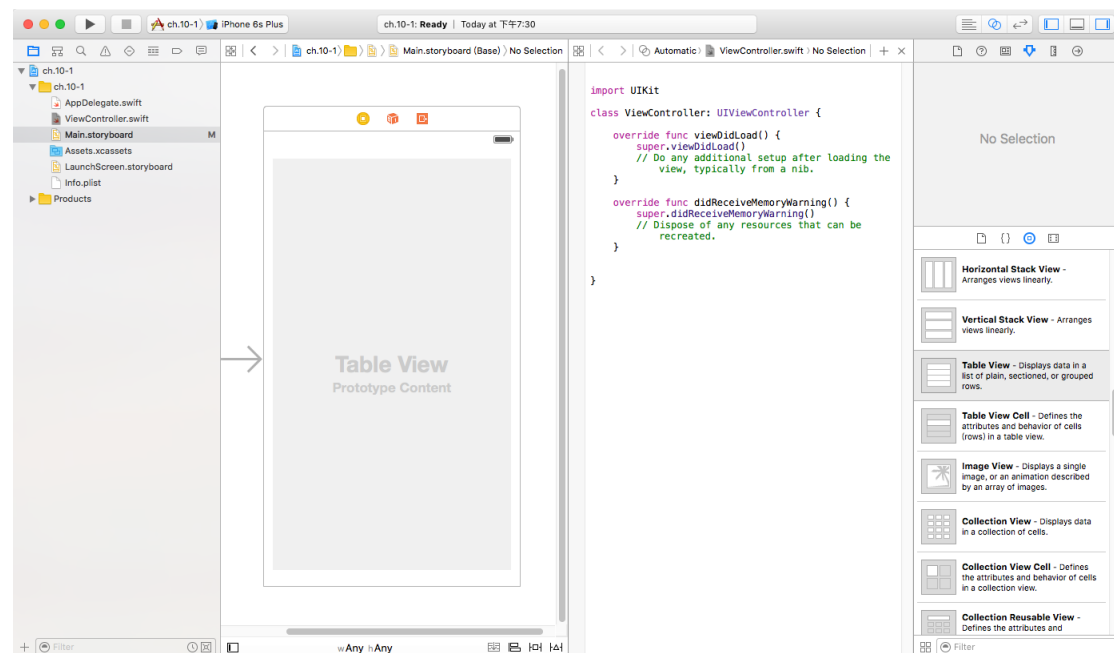 ch.10-1 iPhone 6s Plus
ch.10-1: Ready | Today at 下午7:30
ch.10-1 Main.storyboard (Base) No Selection
Automatic ViewController.swift No Selection
ch.10-1
ch.10-1
AppDelegate.swift
ViewController.swift
Main.storyboard M
Assets.xcassets
LaunchScreen.storyboard
Info.plist
Products
Filter
Table View
Prototype Content
wAny hAny
import UIKit
class ViewController: UIViewController {
override func viewDidLoad() {
super.viewDidLoad()
// Do any additional setup after loading the
view, typically from a nib.
}
override func didReceiveMemoryWarning() {
super.didReceiveMemoryWarning()
// Dispose of any resources that can be
recreated.
}
}
No Selection
{}
Horizontal Stack View -
Arranges views linearly.
Vertical Stack View - Arranges
views linearly.
Table View - Displays data in a
list of plain, sectioned, or grouped
rows.
Table View Cell - Defines the
attributes and behavior of cells
(rows) in a table view.
Image View - Displays a single
image, or an animation described
by an array of images.
Collection View - Displays data
in a collection of cells.
Collection View Cell - Defines
the attributes and behavior of cells
in a collection view.
Collection Reusable View -
Defines the attributes and
Filter